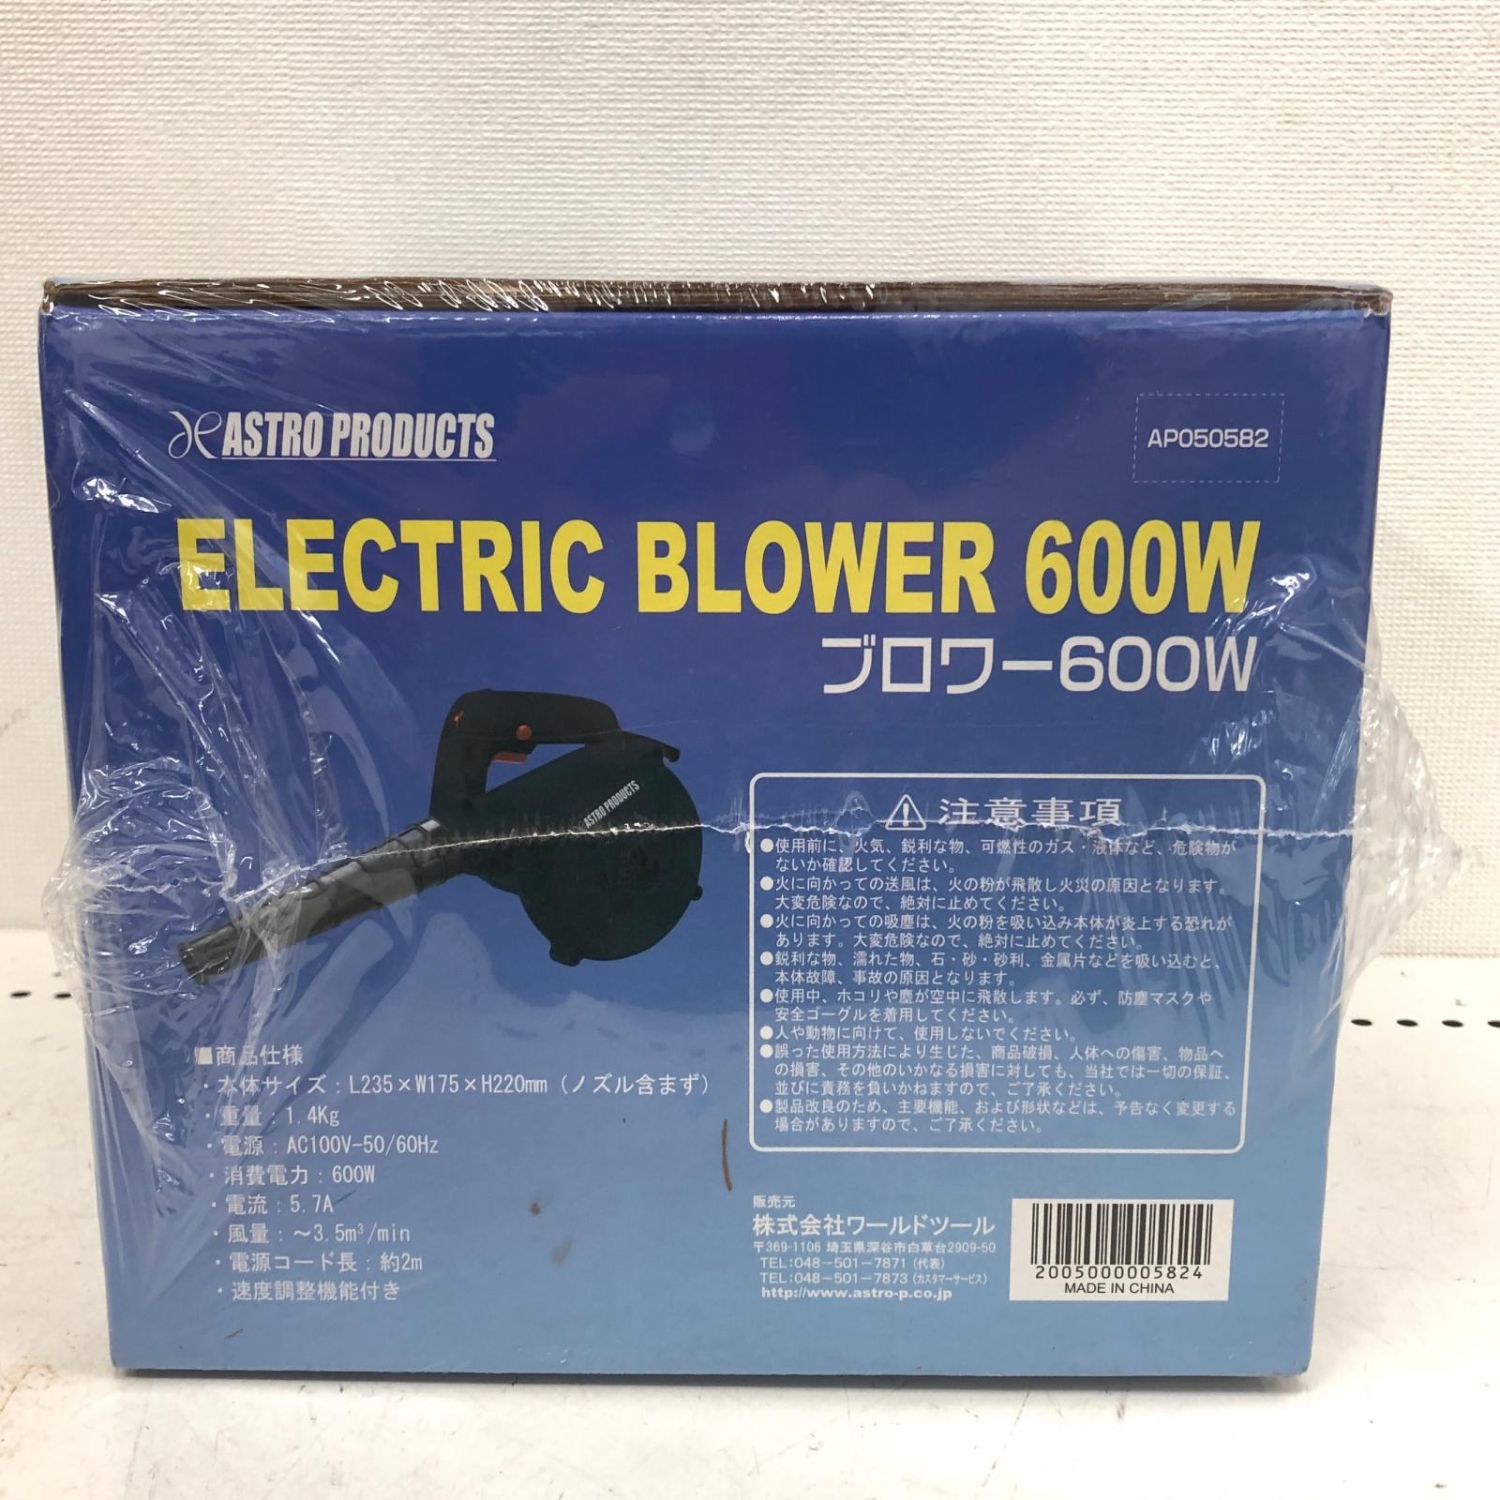 ASTRO PRODUCTS
AP050582
ELECTRIC BLOWER 600W
ブロワー600W
ASTRO PRODUCTS
注意事項
●使用前に、火気、鋭利な物、可燃性のガス・液体など、危険物が
ないか確認してください。
●火に向かっての送風は、火の粉が飛散し火災の原因となります。
大変危険なので、絶対に止めてください。
●火に向かっての吸塵は、火の粉を吸い込み本体が炎上する恐れが
あります。大変危険なので、絶対に止めてください。
●鋭利な物、濡れた物、石・砂・砂利、金属片などを吸い込むと、
本体故障、事故の原因となります。
●使用中、ホコリや塵が空中に飛散します。必ず、防塵マスクや
安全ゴーグルを着用してください。
●人や動物に向けて、使用しないでください。
●誤った使用方法により生じた、商品破損、人体への傷害、物品へ
の損害、その他のいかなる損害に対しても、当社では一切の保証、
並びに責務を負いかねますので、ご了承ください。
●製品改良のため、主要機能、および形状などは、予告なく変更する
場合がありますので、ご了承ください。
■商品仕様
・本体サイズ：L235×W175×H220mm（ノズル含まず）
・重量：1.4Kg
・電源：AC100V-50/60Hz
・消費電力：600W
・電流：5.7A
・風量：～3.5m³/min
・電源コード長：約2m
・速度調整機能付き
販売元
株式会社ワールドツール
〒369-1106 埼玉県深谷市白草台2909-50
TEL:048-501-7871（代表）
TEL:048-501-7873（カスタマーサービス）
http://www.astro-p.co.jp
2005000005824
MADE IN CHINA